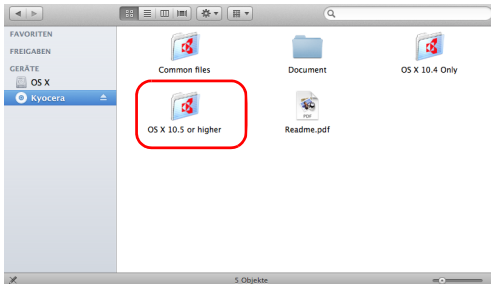 FAVORITEN
FREIGABEN
GERÄTE
OS X
Kyocera
Common files
Document
OS X 10.4 Only
OS X 10.5 or higher
PDF
Readme.pdf
5 Objekte